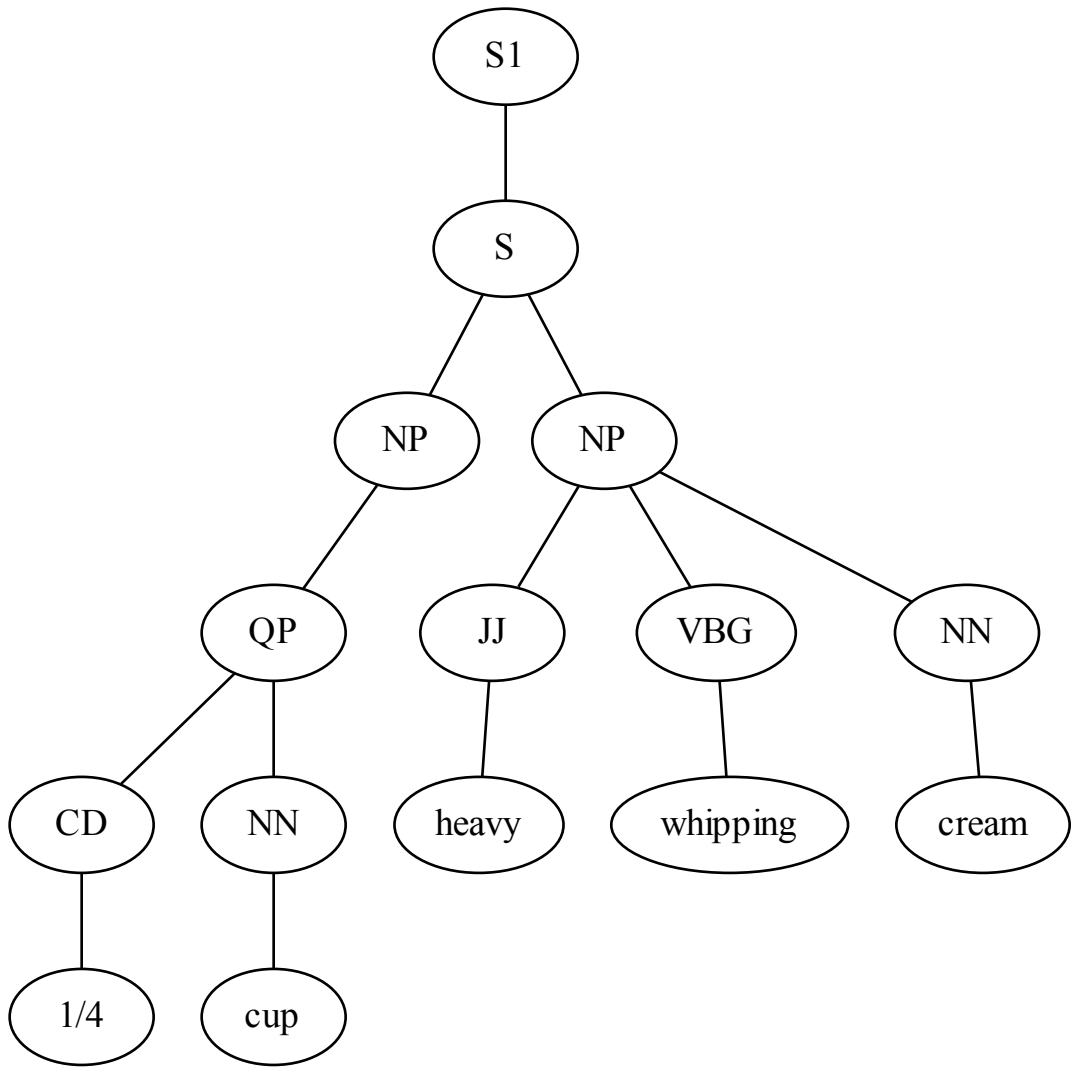 S1
S
NP NP
QP JJ VBG NN
CD NN heavy whipping cream
1/4 cup